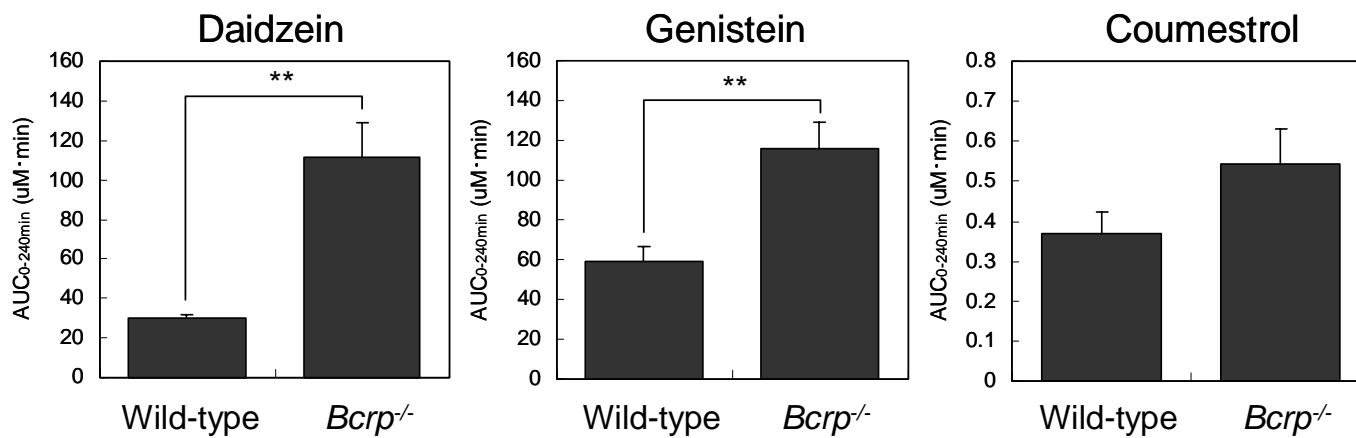 Daidzein
160
140
120
100
80
60
40
20
0
AUC0-240min (uM·min)
**
Wild-type
Bcrp-/-
Genistein
160
140
120
100
80
60
40
20
0
AUC0-240min (uM·min)
**
Wild-type
Bcrp-/-
Coumestrol
0.8
0.7
0.6
0.5
0.4
0.3
0.2
0.1
0
AUC0-240min (uM·min)
Wild-type
Bcrp-/-